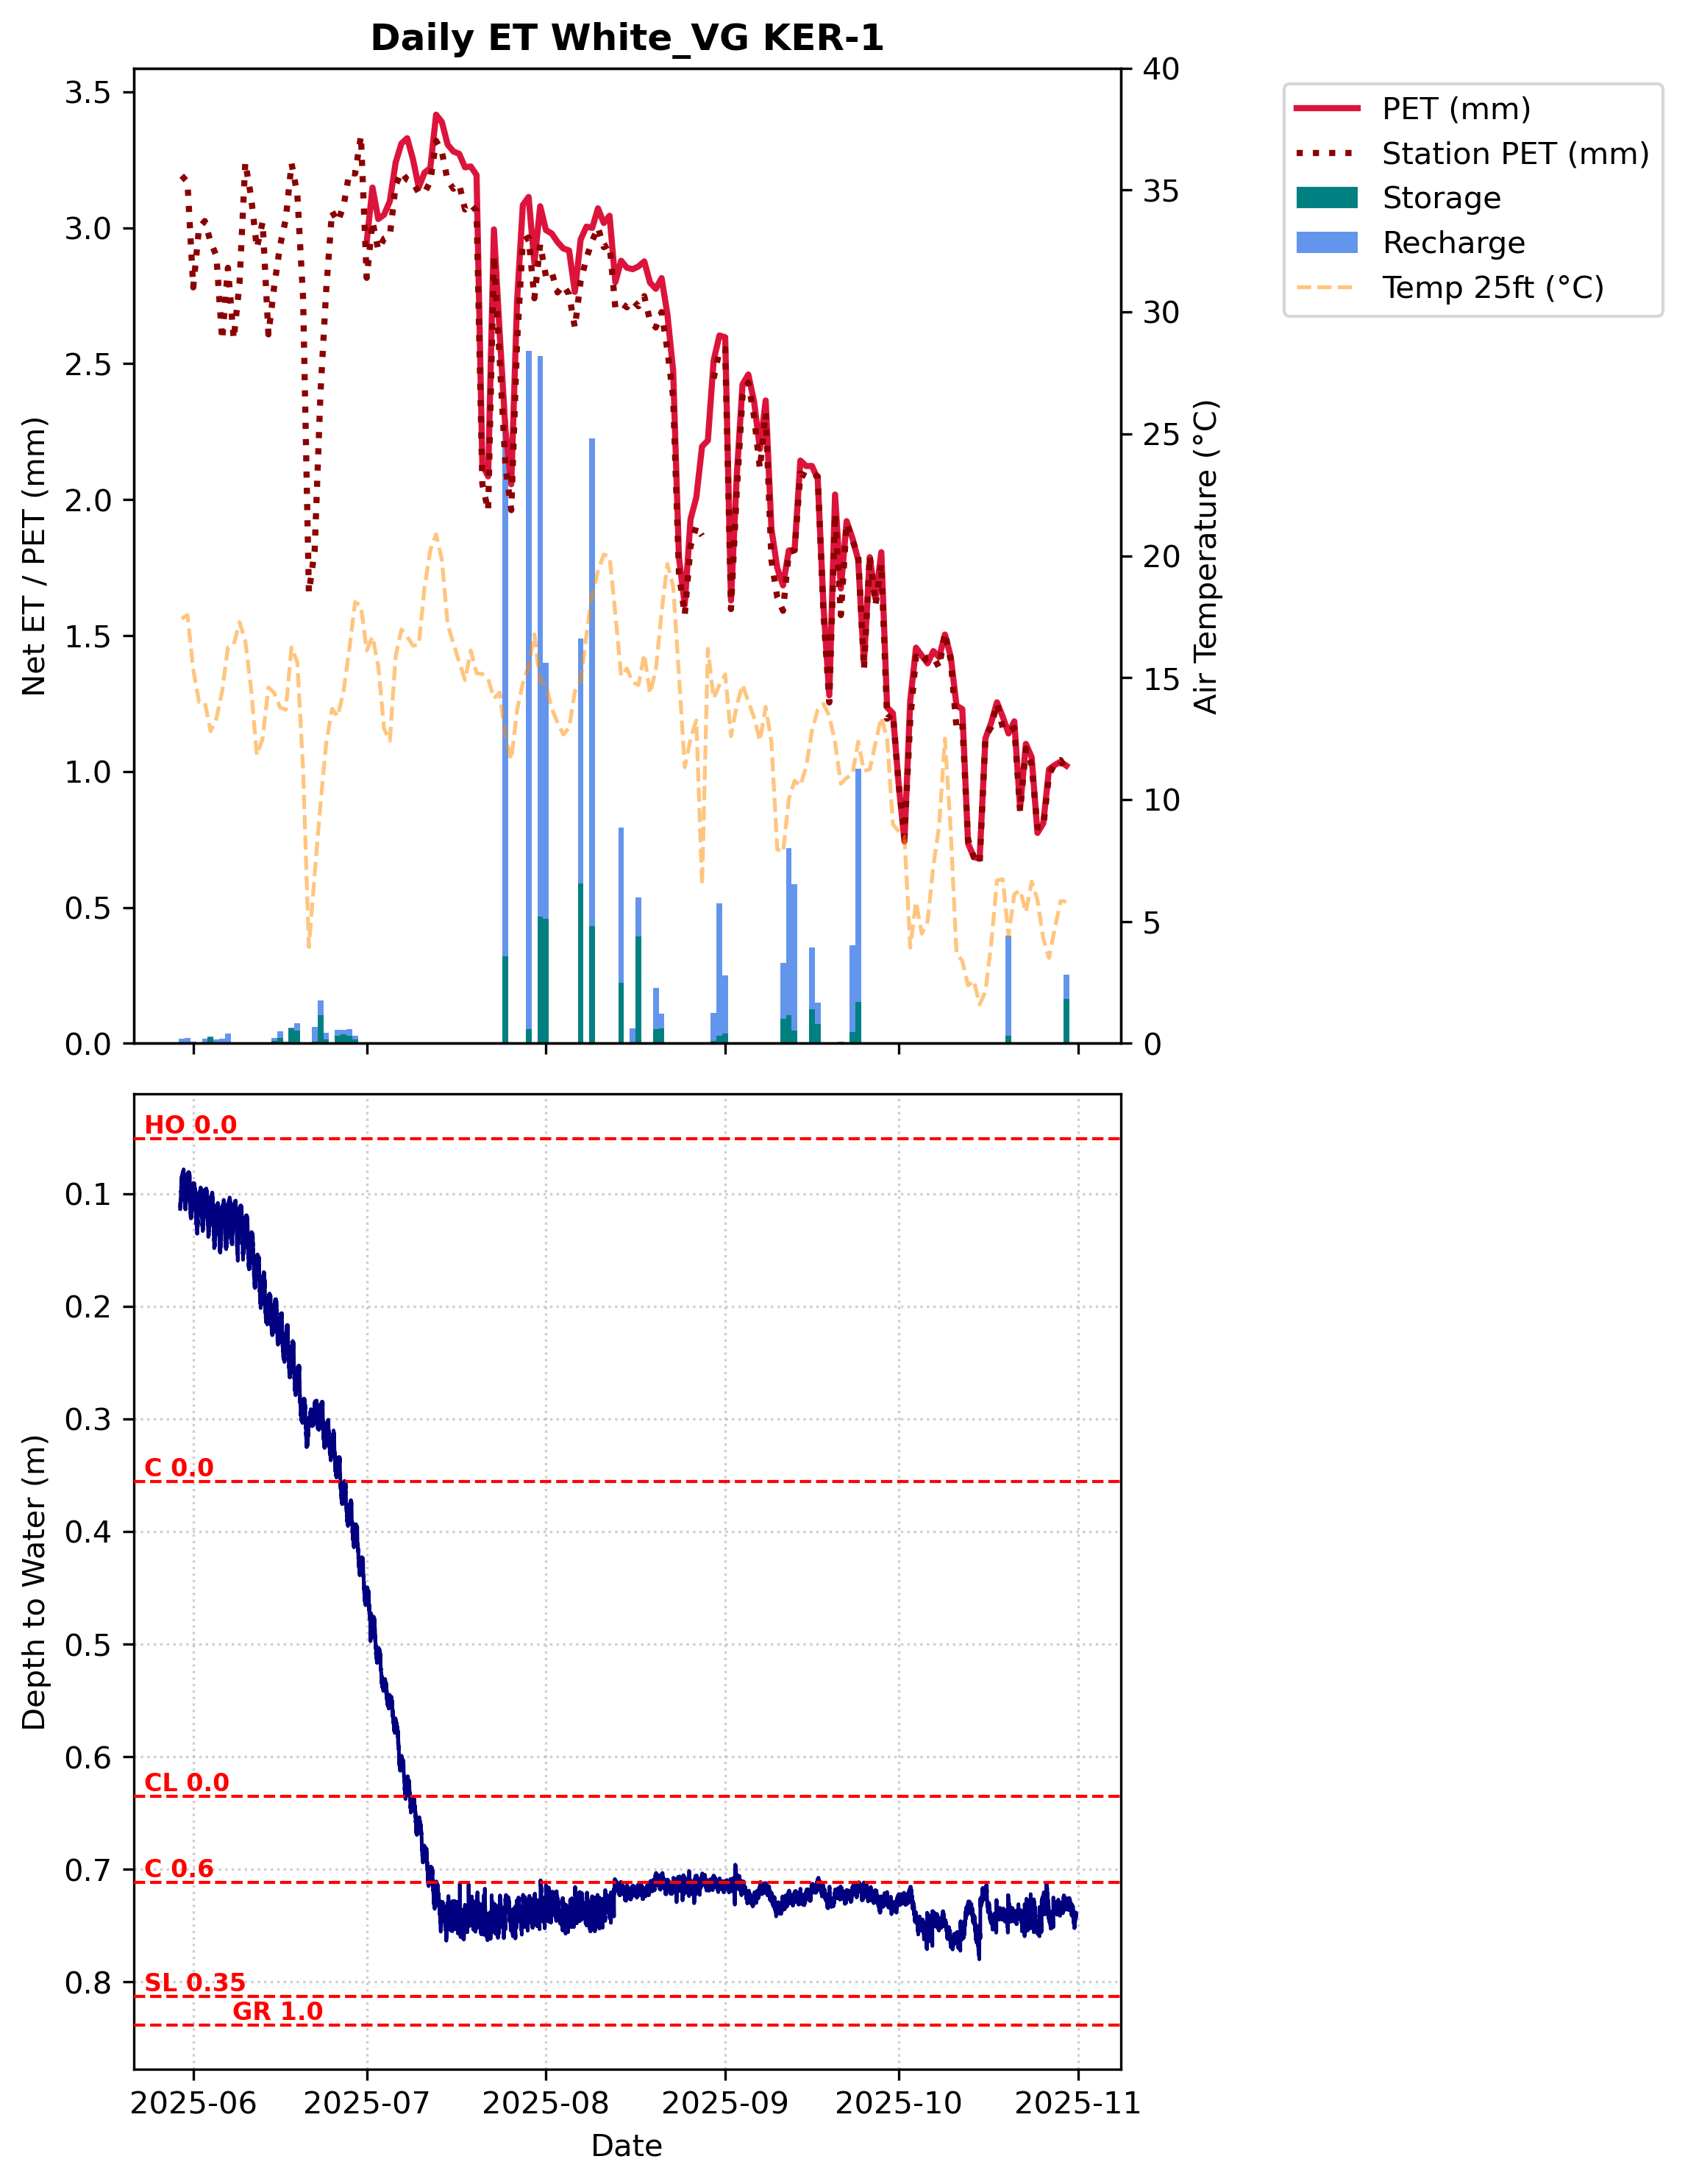 Daily ET White_VG KER-1
Net ET / PET (mm)
3.5
3.0
2.5
2.0
1.5
1.0
0.5
0.0
40
35
30
25
20
15
10
5
0
Air Temperature (°C)
PET (mm)
Station PET (mm)
Storage
Recharge
Temp 25ft (°C)
Depth to Water (m)
0.1
0.2
0.3
0.4
0.5
0.6
0.7
0.8
HO 0.0
C 0.0
CL 0.0
C 0.6
SL 0.35
GR 1.0
2025-06 2025-07 2025-08 2025-09 2025-10 2025-11
Date